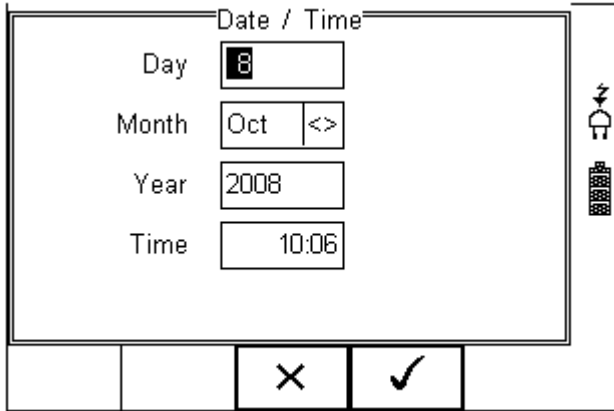 Date / Time
Day 8
Month Oct <>
Year 2008
Time 10:06